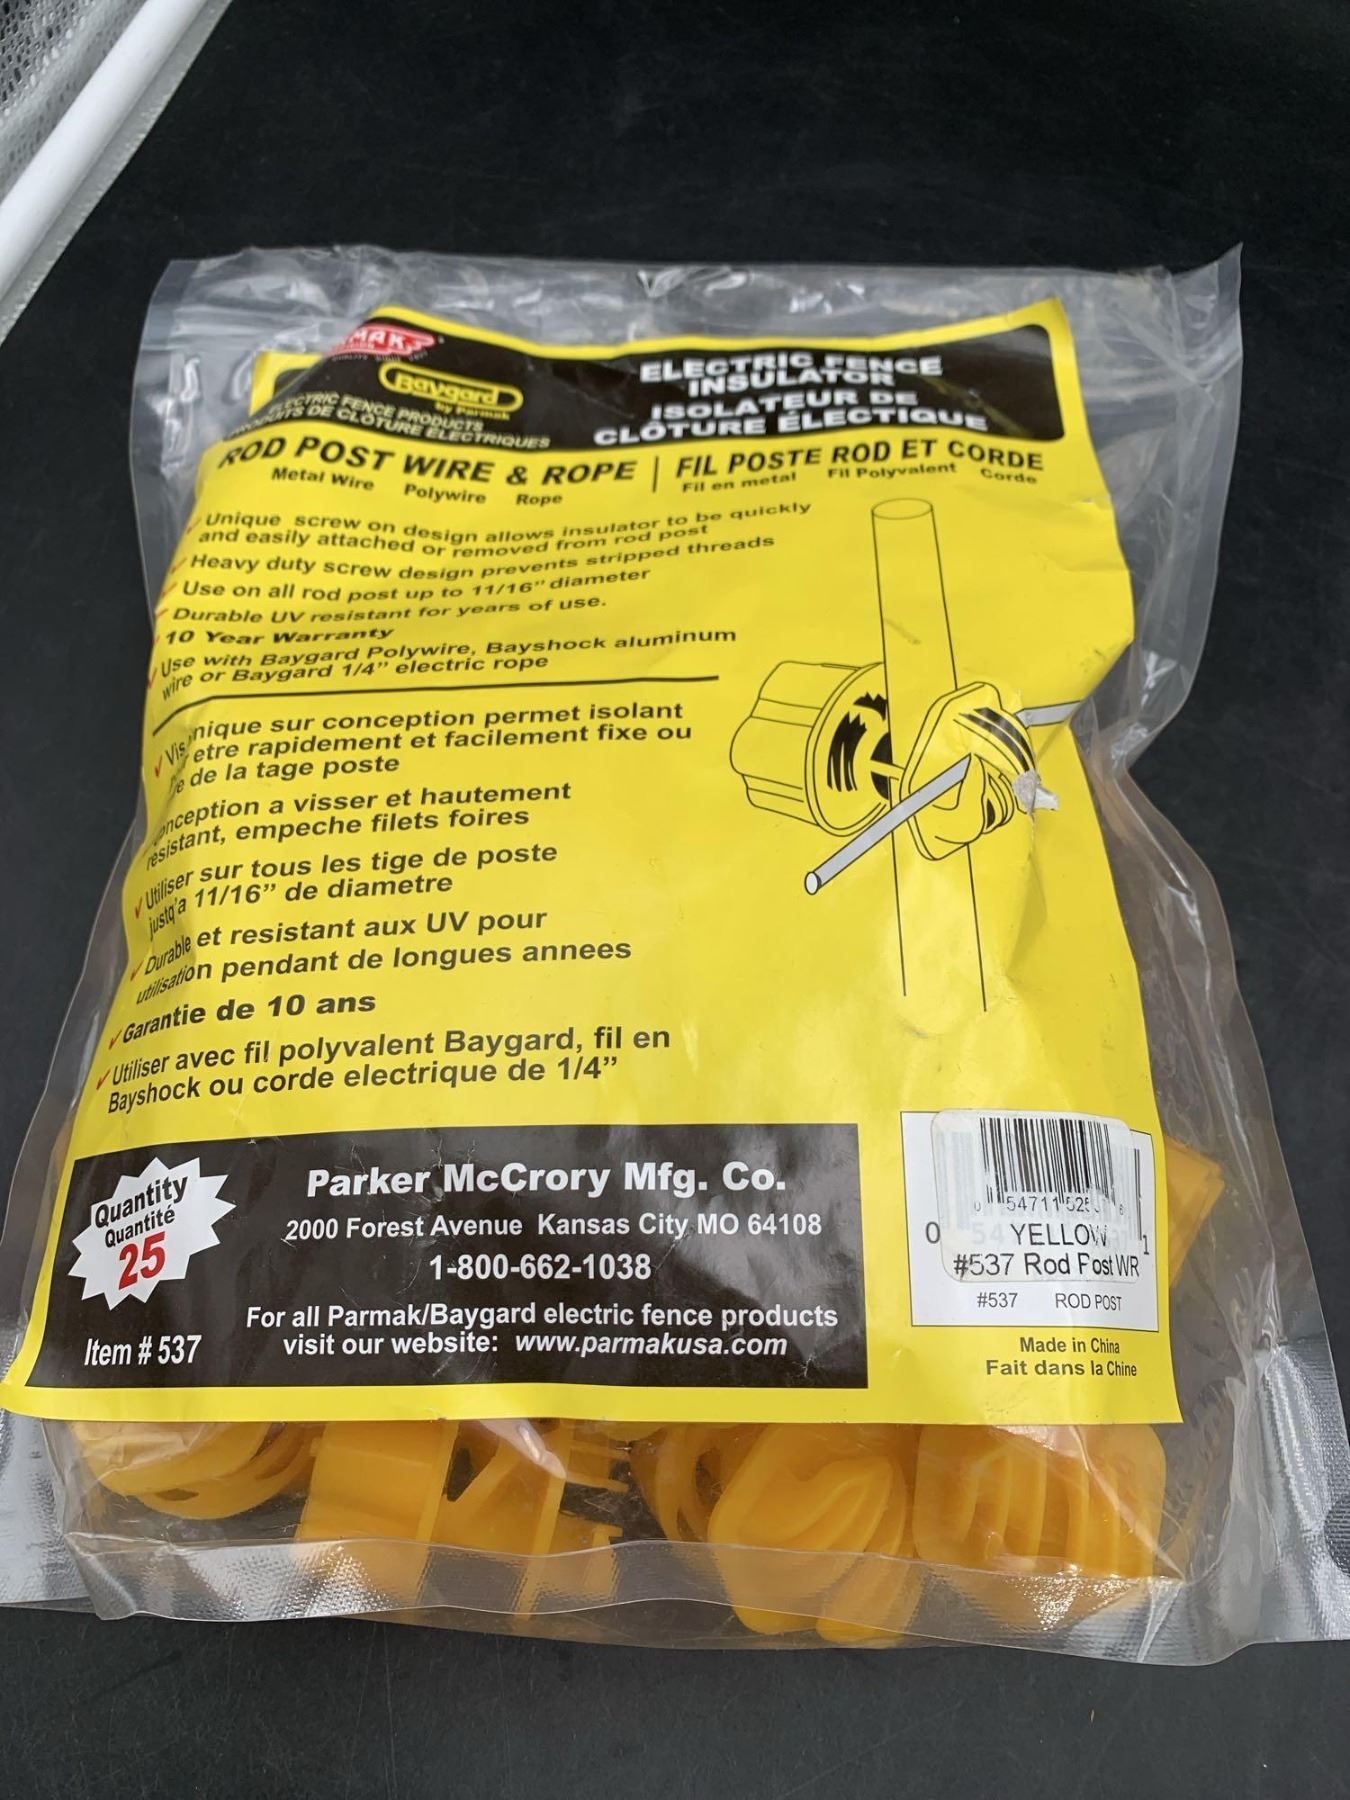 MAK
Baygard
by Parmak
ELECTRIC FENCE PRODUCTS
DE CLÔTURE ÉLECTRIQUES
ELECTRIC FENCE
INSULATOR
ISOLATEUR DE
CLÔTURE ÉLECTIQUE
ROD POST WIRE & ROPE | FIL POSTE ROD ET CORDE
Metal Wire Polywire Rope
Fil en metal Fil Polyvalent Corde
Unique screw on design allows insulator to be quickly
and easily attached or removed from rod post
Heavy duty screw design prevents stripped threads
Use on all rod post up to 11/16" diameter
Durable UV resistant for years of use.
10 Year Warranty
Use with Baygard Polywire, Bayshock aluminum
wire or Baygard 1/4" electric rope
Vis nique sur conception permet isolant
etre rapidement et facilement fixe ou
de la tage poste
nception a visser et hautement
resistant, empeche filets foires
Utiliser sur tous les tige de poste
justq'a 11/16" de diametre
Durable et resistant aux UV pour
utilisation pendant de longues annees
Garantie de 10 ans
Utiliser avec fil polyvalent Baygard, fil en
Bayshock ou corde electrique de 1/4"
Quantity
Quantité
25
Item # 537
Parker McCrory Mfg. Co.
2000 Forest Avenue Kansas City MO 64108
1-800-662-1038
For all Parmak/Baygard electric fence products
visit our website: www.parmakusa.com
YELLOW
#537 Rod Post WR
#537 ROD POST
Made in China
Fait dans la Chine